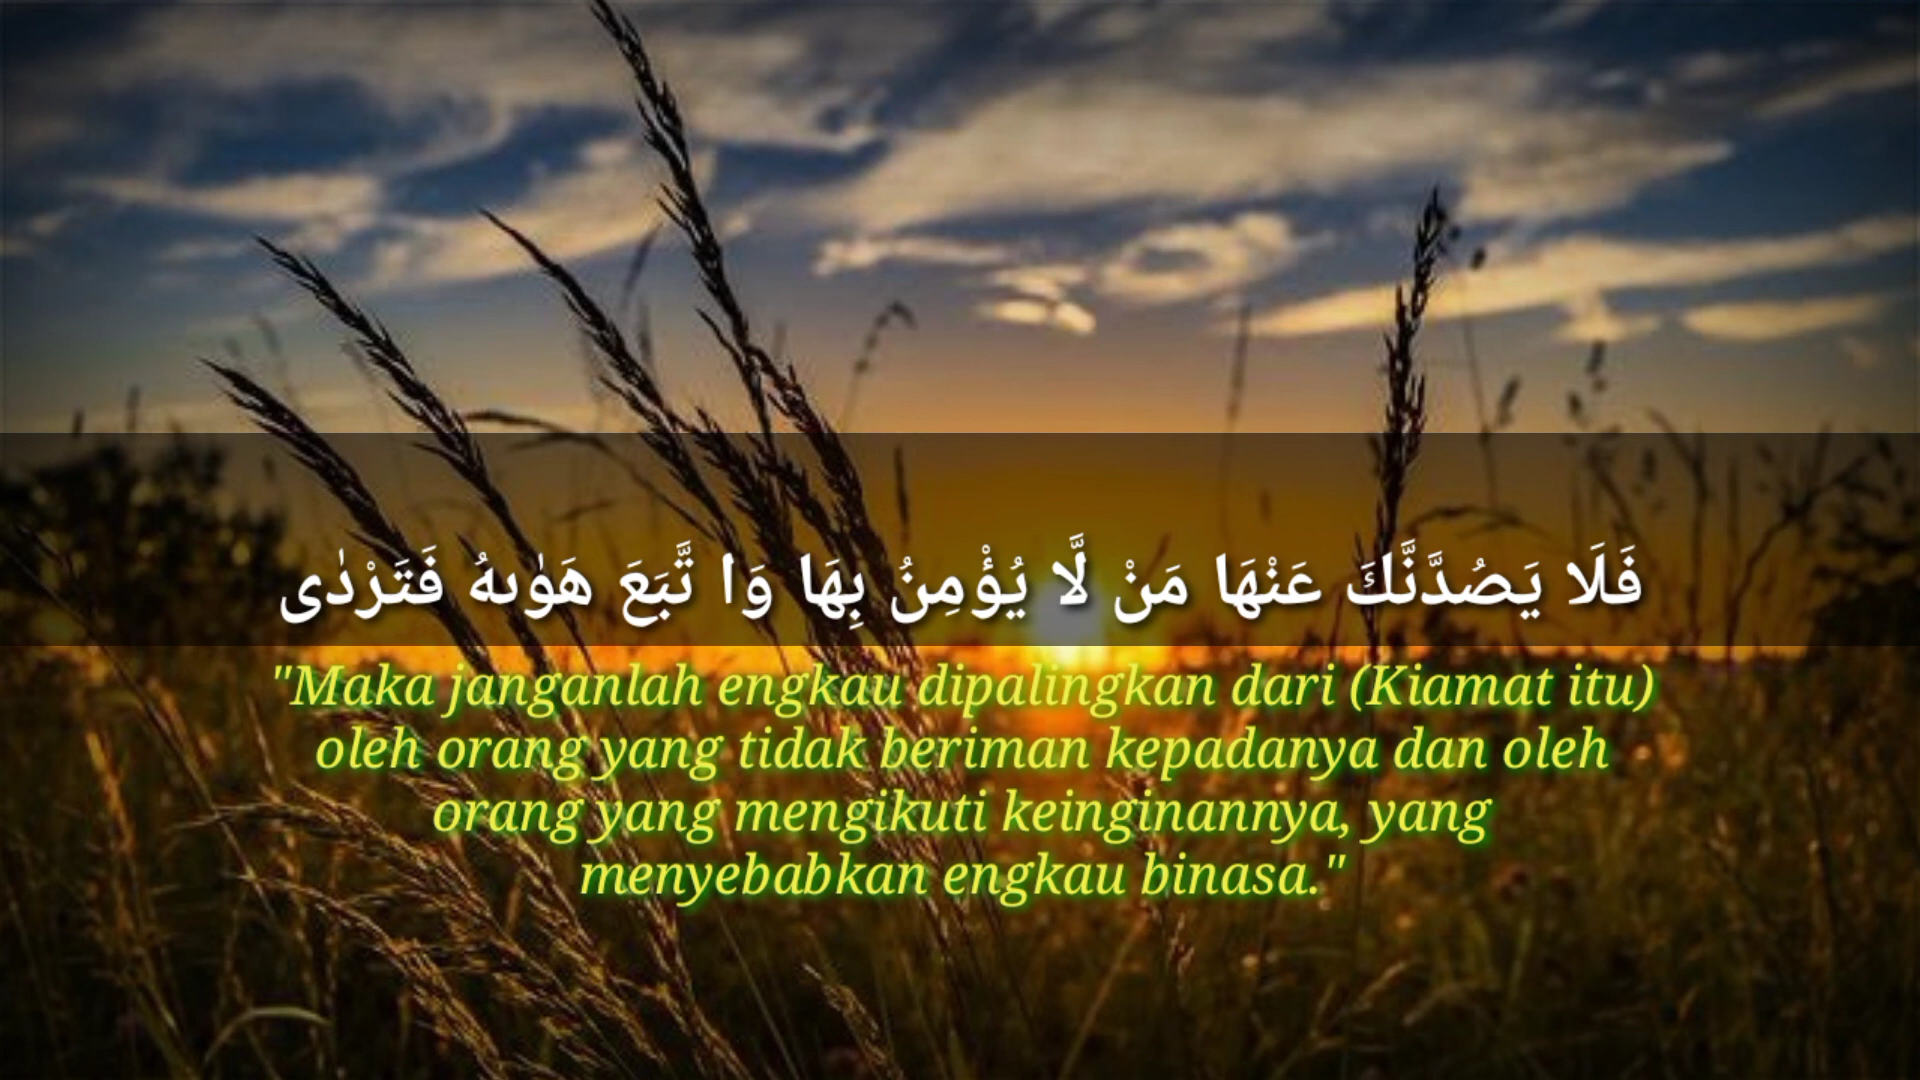 فَلَا يَصُدَّنَّكَ عَنْهَا مَنْ لَّا يُؤْمِنُ بِهَا وَا تَّبَعَ هَوٰٮهُ فَتَرْدٰى
"Maka janganlah engkau dipalingkan dari (Kiamat itu)
oleh orang yang tidak beriman kepadanya dan oleh
orang yang mengikuti keinginannya, yang
menyebabkan engkau binasa."